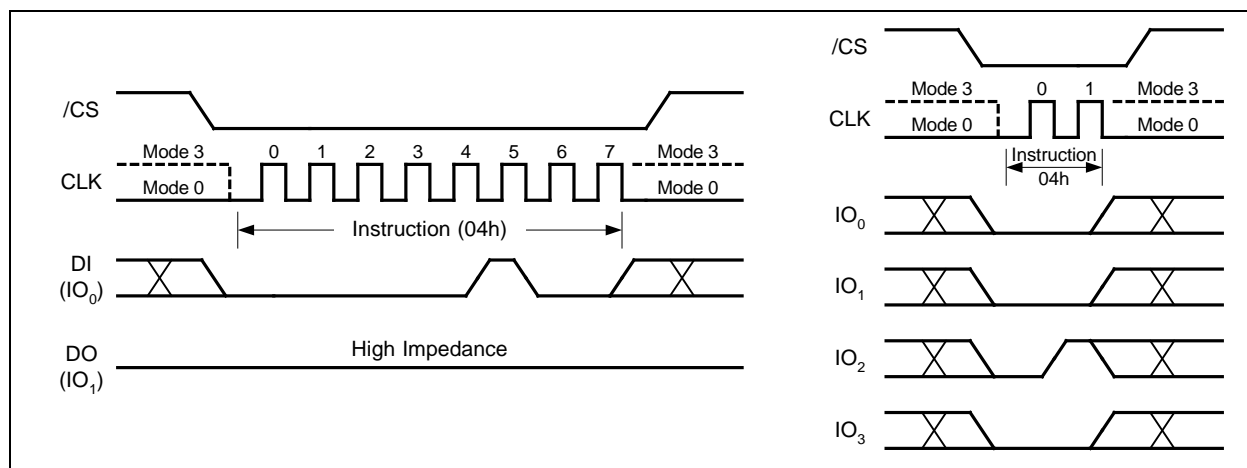 /CS
Mode 3 0 1 2 3 4 5 6 7 Mode 3
CLK
Mode 0 Mode 0
Instruction (04h)
DI
(IO0)
High Impedance
DO
(IO1)
/CS
Mode 3 0 1 Mode 3
CLK
Mode 0 Mode 0
Instruction
04h
IO0
IO1
IO2
IO3